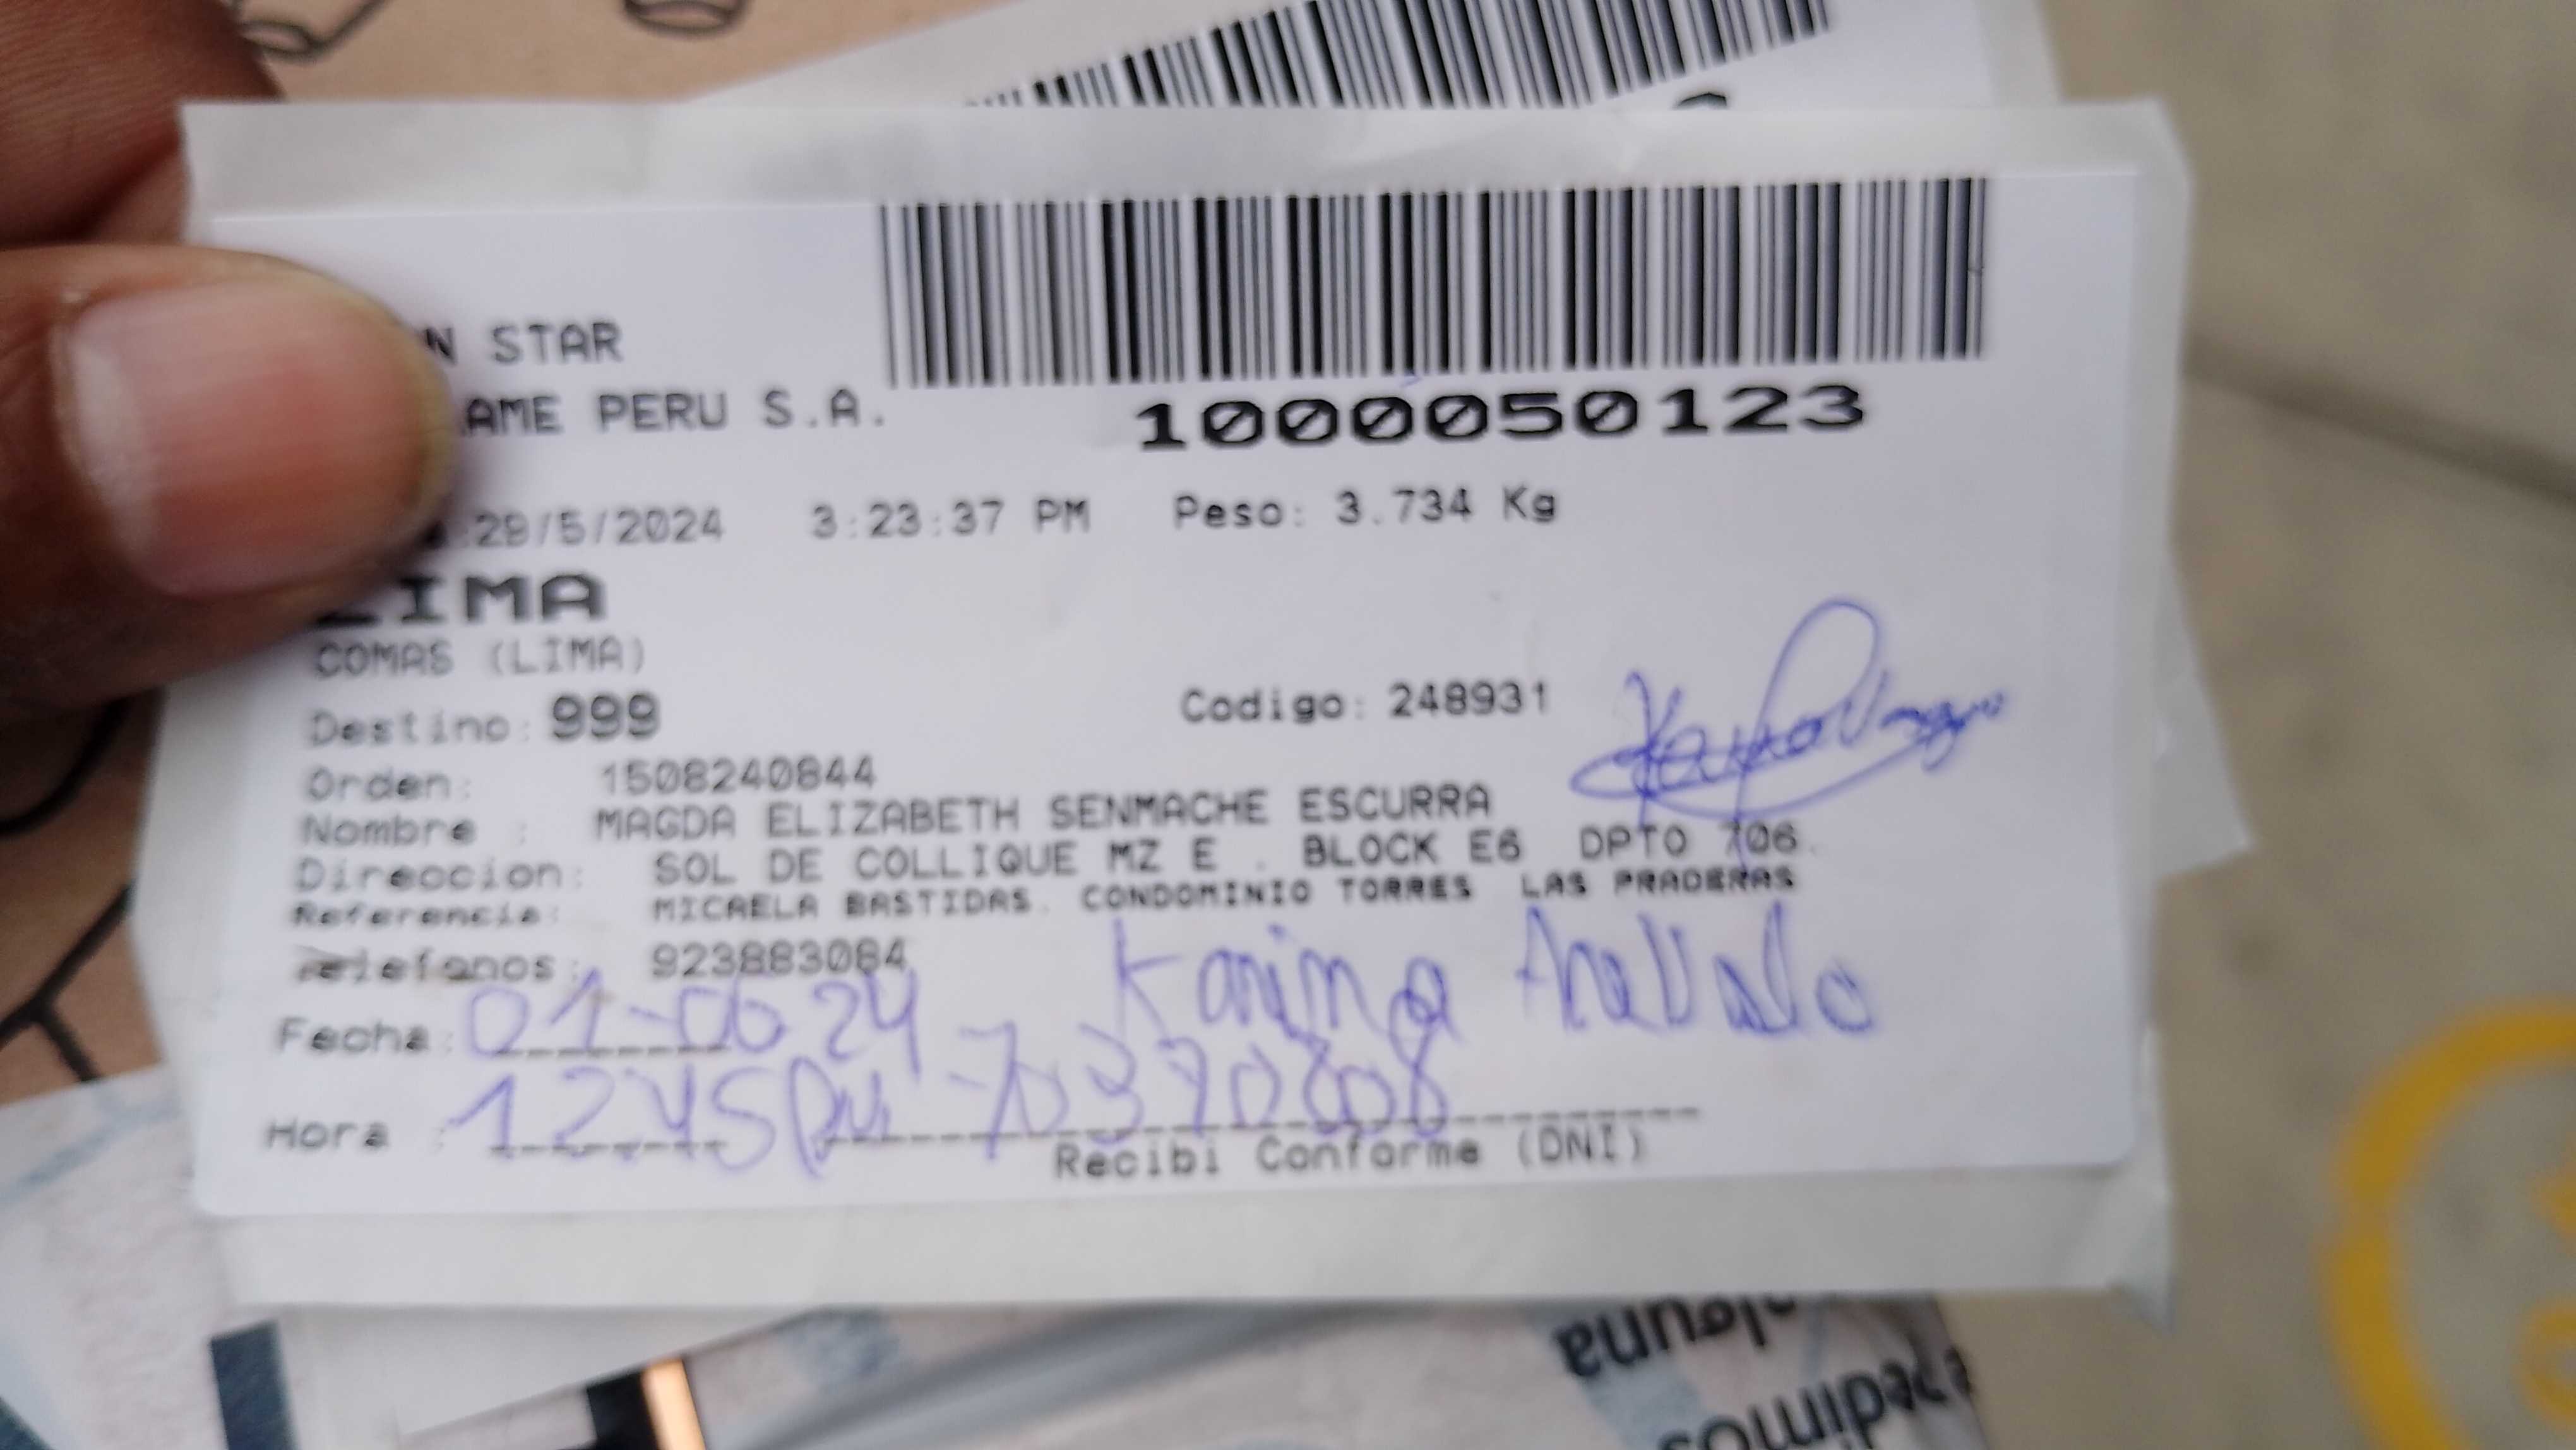 N STAR
AME PERU S.A.
1000050123
:29/5/2024 3:23:37 PM Peso: 3.734 Kg
LIMA
COMAS (LIMA)
Destino: 999 Codigo: 248931
Orden: 1508240844
Nombre : MAGDA ELIZABETH SENMACHE ESCURRA
Direccion: SOL DE COLLIQUE MZ E . BLOCK E6 DPTO 706.
Referencia: MICAELA BASTIDAS. CONDOMINIO TORRES LAS PRADERAS
Telefonos: 923883084
Karima Arevalo
Fecha: 01-06 24
Hora : 12 45 pm -70370808
Recibi Conforme (DNI)
alguna
pedimos